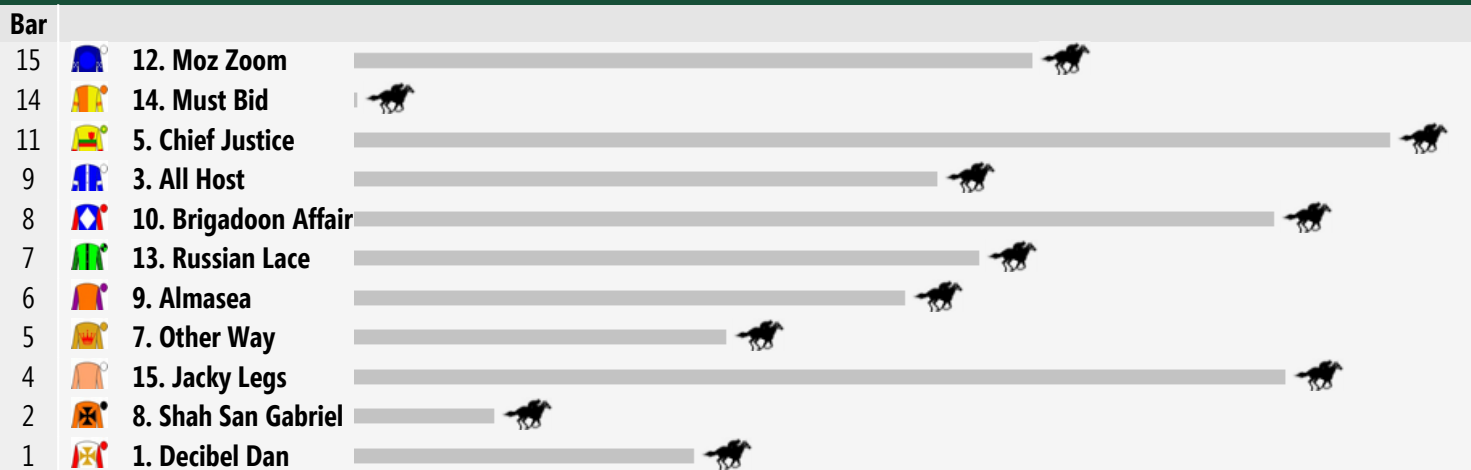 Bar
15 12. Moz Zoom
14 14. Must Bid
11 5. Chief Justice
9 3. All Host
8 10. Brigadoon Affair
7 13. Russian Lace
6 9. Almasea
5 7. Other Way
4 15. Jacky Legs
2 8. Shah San Gabriel
1 1. Decibel Dan